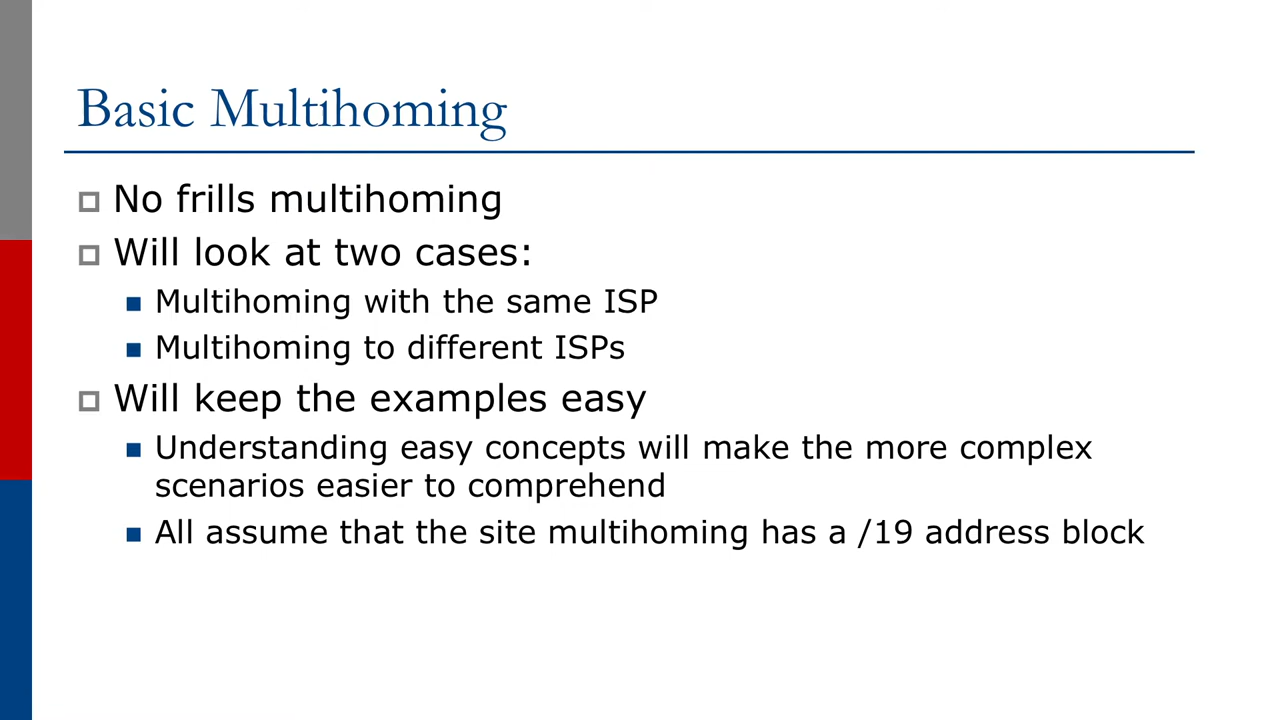 Basic Multihoming
No frills multihoming
Will look at two cases:
Multihoming with the same ISP
Multihoming to different ISPs
Will keep the examples easy
Understanding easy concepts will make the more complex
scenarios easier to comprehend
All assume that the site multihoming has a /19 address block